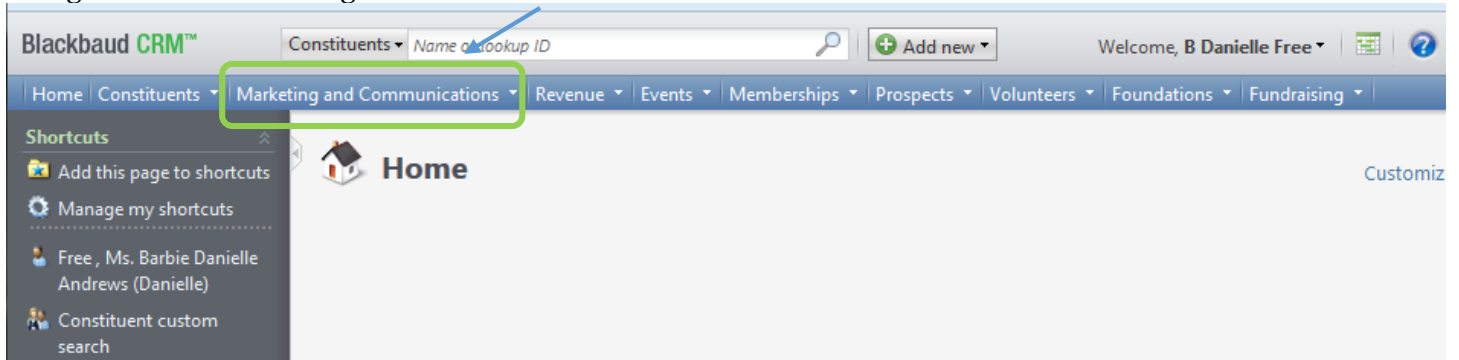 Blackbaud CRM™ Constituents Name or lookup ID Add new Welcome, B Danielle Free
Home Constituents Marketing and Communications Revenue Events Memberships Prospects Volunteers Foundations Fundraising
Shortcuts
Add this page to shortcuts
Manage my shortcuts
Free , Ms. Barbie Danielle
Andrews (Danielle)
Constituent custom
search
Home
Customiz